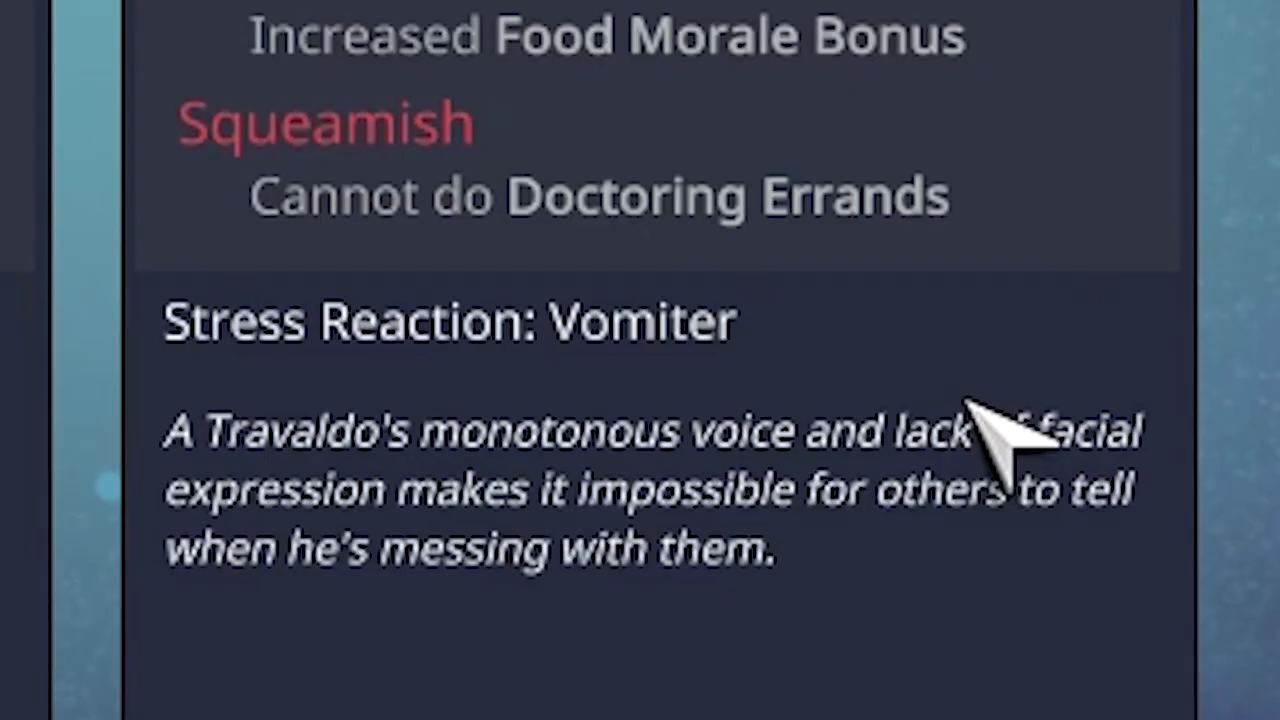 Increased Food Morale Bonus
Squeamish
Cannot do Doctoring Errands
Stress Reaction: Vomiter
A Travaldo's monotonous voice and lack facial
expression makes it impossible for others to tell
when he's messing with them.